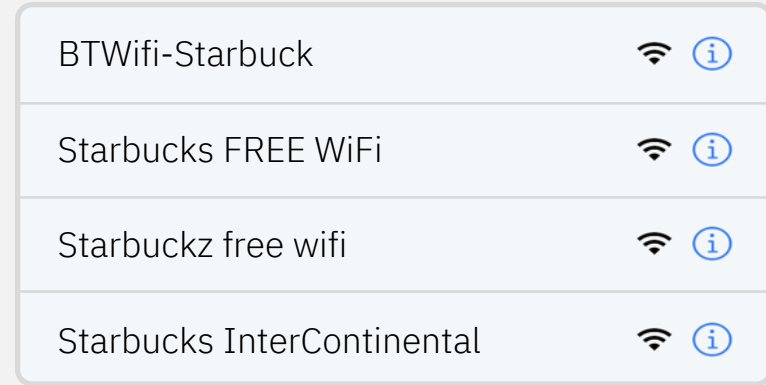 BTWifi-Starbuck
Starbucks FREE WiFi
Starbuckz free wifi
Starbucks InterContinental